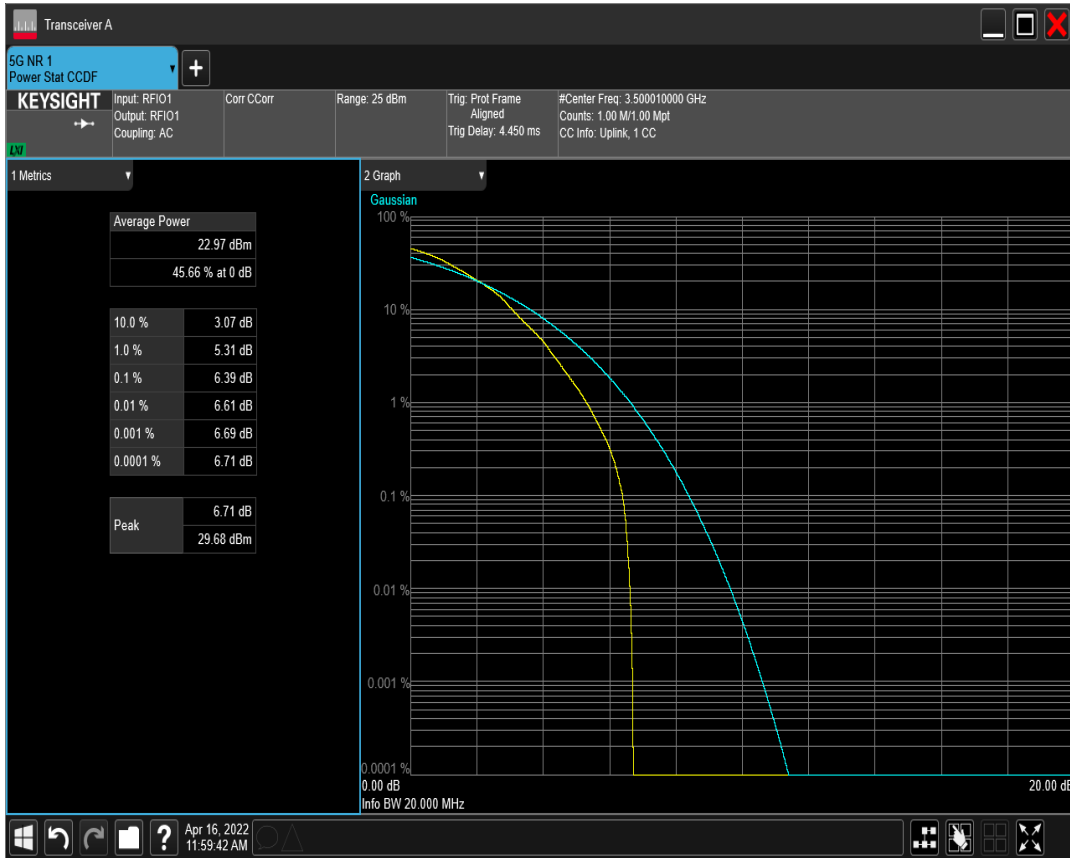 Transceiver A
5G NR 1
Power Stat CCDF
KEYSIGHT
LXI
Input: RFIO1
Output: RFIO1
Coupling: AC
Corr CCorr
Range: 25 dBm
Trig: Prot Frame
Aligned
Trig Delay: 4.450 ms
#Center Freq: 3.500010000 GHz
Counts: 1.00 M/1.00 Mpt
CC Info: Uplink, 1 CC
1 Metrics
Average Power
22.97 dBm
45.66 % at 0 dB
10.0 % 3.07 dB
1.0 % 5.31 dB
0.1 % 6.39 dB
0.01 % 6.61 dB
0.001 % 6.69 dB
0.0001 % 6.71 dB
Peak
6.71 dB
29.68 dBm
2 Graph
Gaussian
100 %
10 %
1 %
0.1 %
0.01 %
0.001 %
0.0001 %
0.00 dB 20.00 dB
Info BW 20.000 MHz
?
Apr 16, 2022
11:59:42 AM